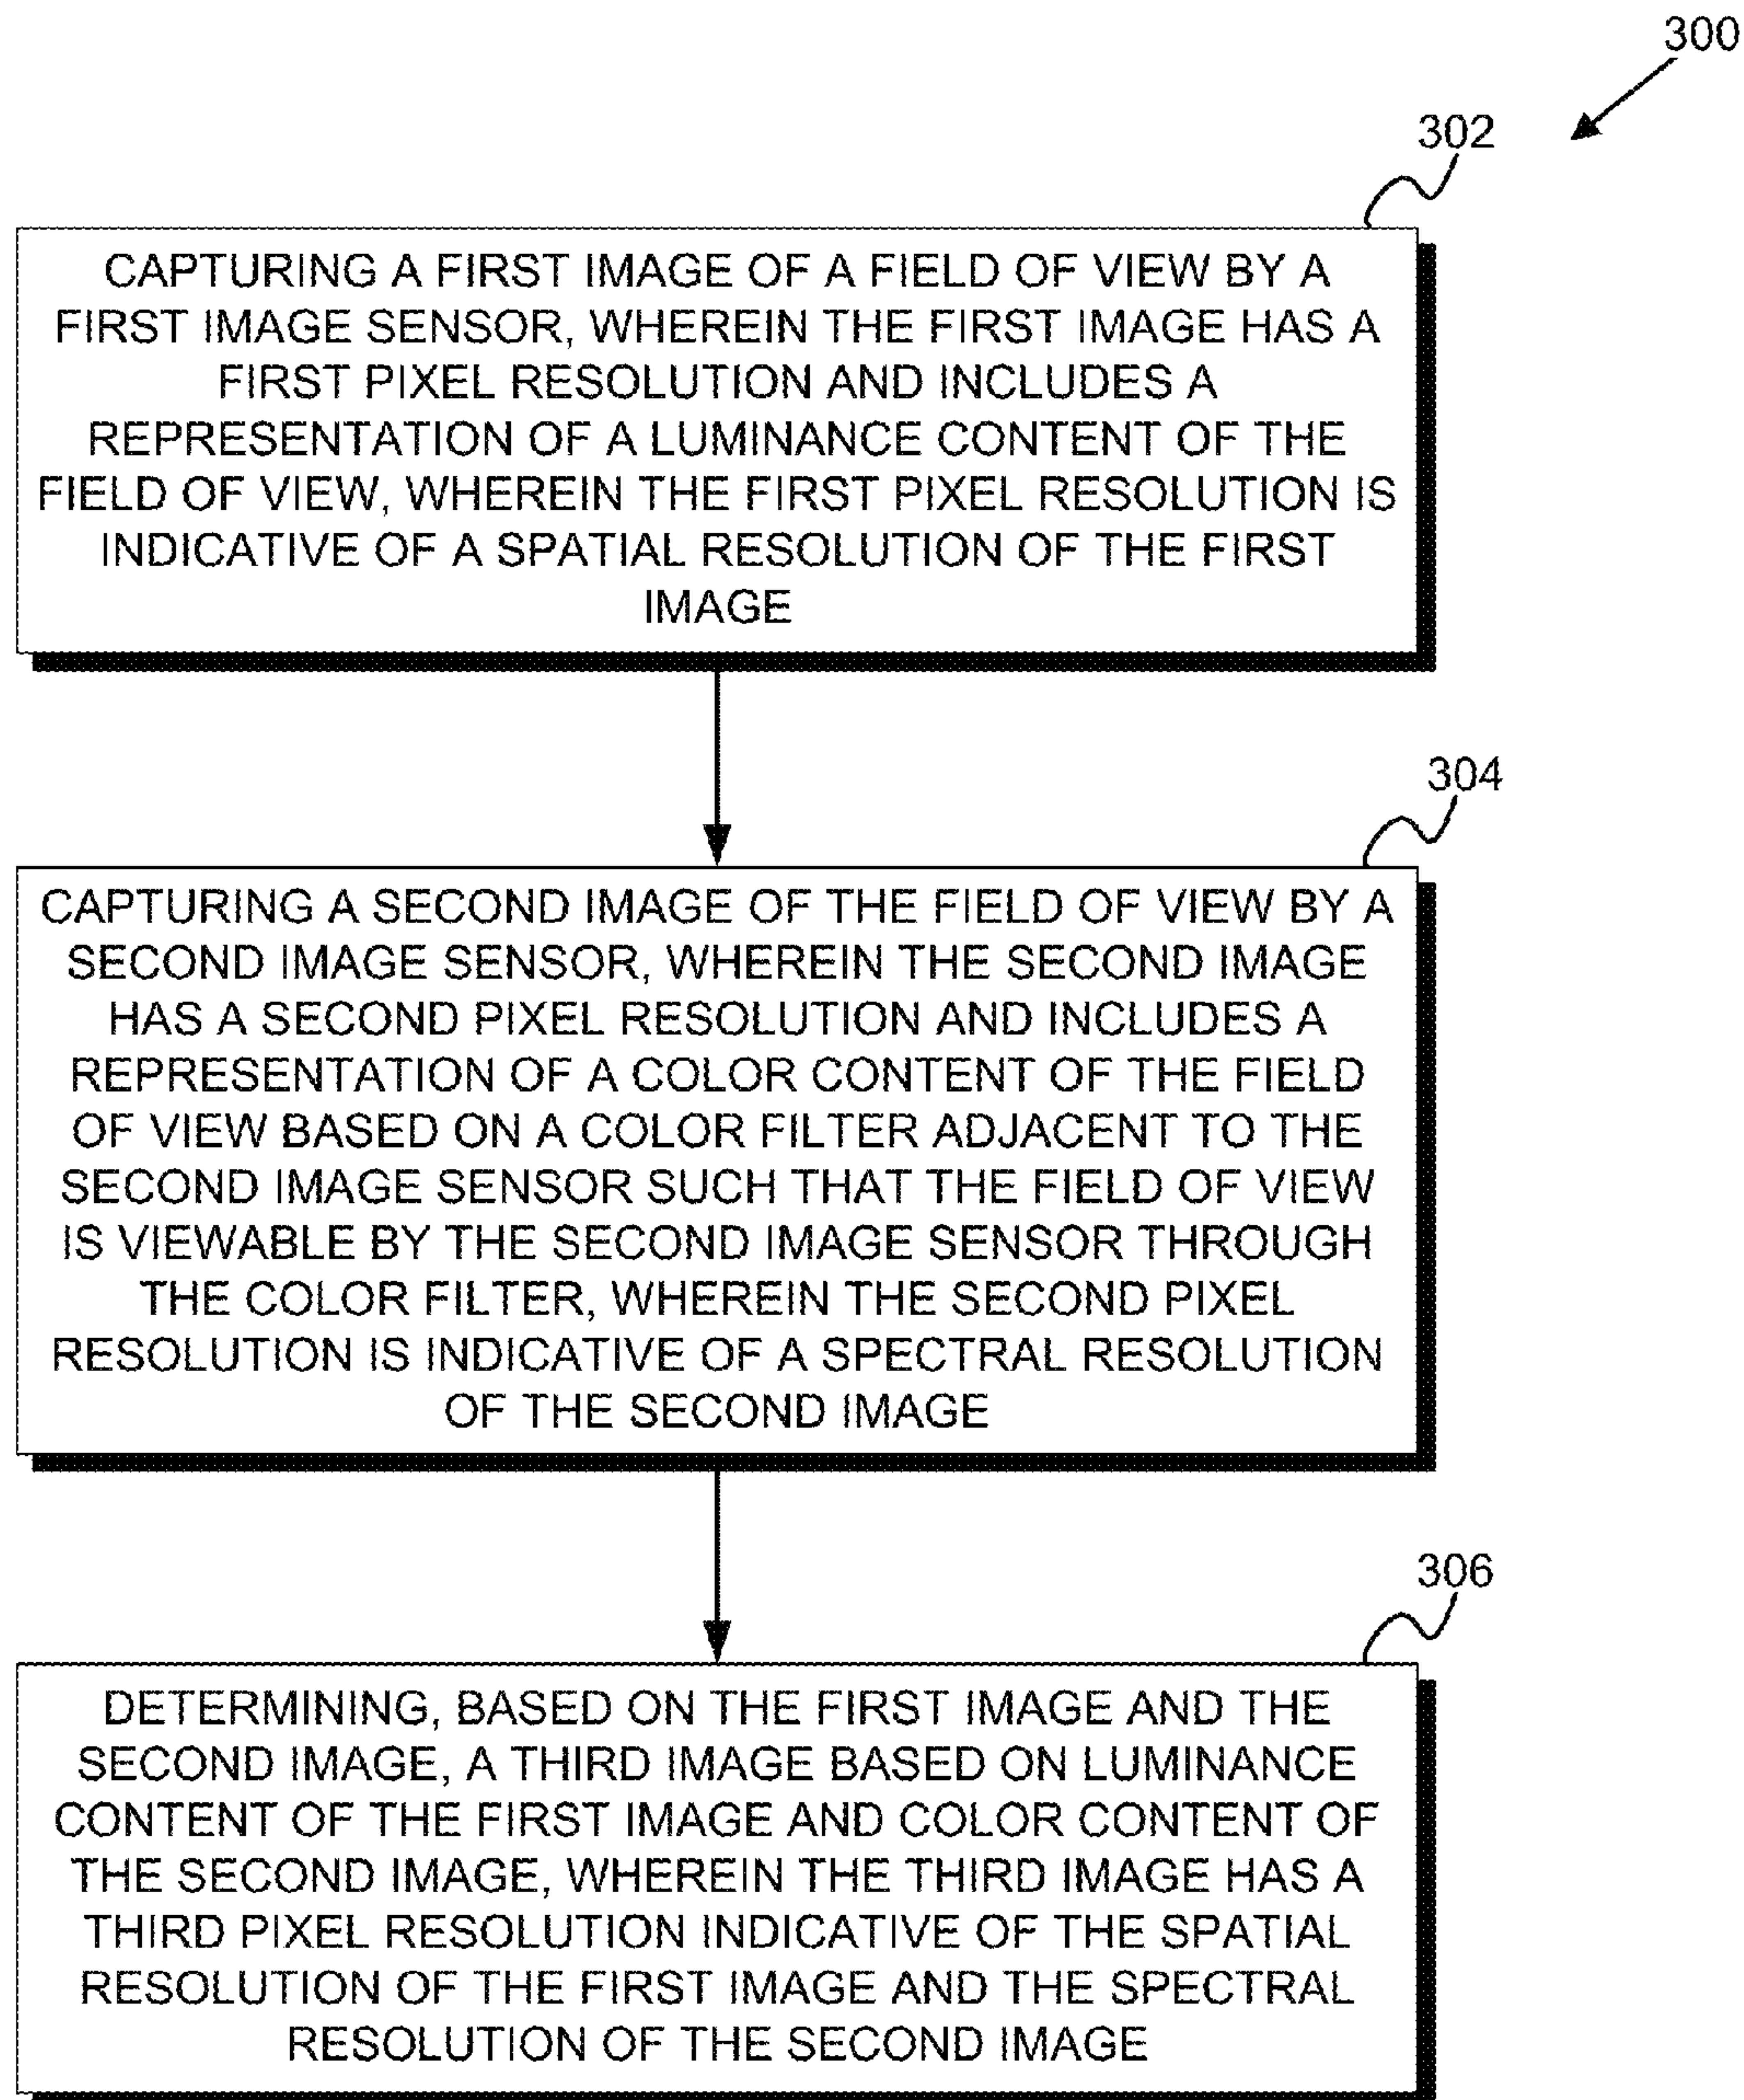 300
302
CAPTURING A FIRST IMAGE OF A FIELD OF VIEW BY A
FIRST IMAGE SENSOR, WHEREIN THE FIRST IMAGE HAS A
FIRST PIXEL RESOLUTION AND INCLUDES A
REPRESENTATION OF A LUMINANCE CONTENT OF THE
FIELD OF VIEW, WHEREIN THE FIRST PIXEL RESOLUTION IS
INDICATIVE OF A SPATIAL RESOLUTION OF THE FIRST
IMAGE
304
CAPTURING A SECOND IMAGE OF THE FIELD OF VIEW BY A
SECOND IMAGE SENSOR, WHEREIN THE SECOND IMAGE
HAS A SECOND PIXEL RESOLUTION AND INCLUDES A
REPRESENTATION OF A COLOR CONTENT OF THE FIELD
OF VIEW BASED ON A COLOR FILTER ADJACENT TO THE
SECOND IMAGE SENSOR SUCH THAT THE FIELD OF VIEW
IS VIEWABLE BY THE SECOND IMAGE SENSOR THROUGH
THE COLOR FILTER, WHEREIN THE SECOND PIXEL
RESOLUTION IS INDICATIVE OF A SPECTRAL RESOLUTION
OF THE SECOND IMAGE
306
DETERMINING, BASED ON THE FIRST IMAGE AND THE
SECOND IMAGE, A THIRD IMAGE BASED ON LUMINANCE
CONTENT OF THE FIRST IMAGE AND COLOR CONTENT OF
THE SECOND IMAGE, WHEREIN THE THIRD IMAGE HAS A
THIRD PIXEL RESOLUTION INDICATIVE OF THE SPATIAL
RESOLUTION OF THE FIRST IMAGE AND THE SPECTRAL
RESOLUTION OF THE SECOND IMAGE